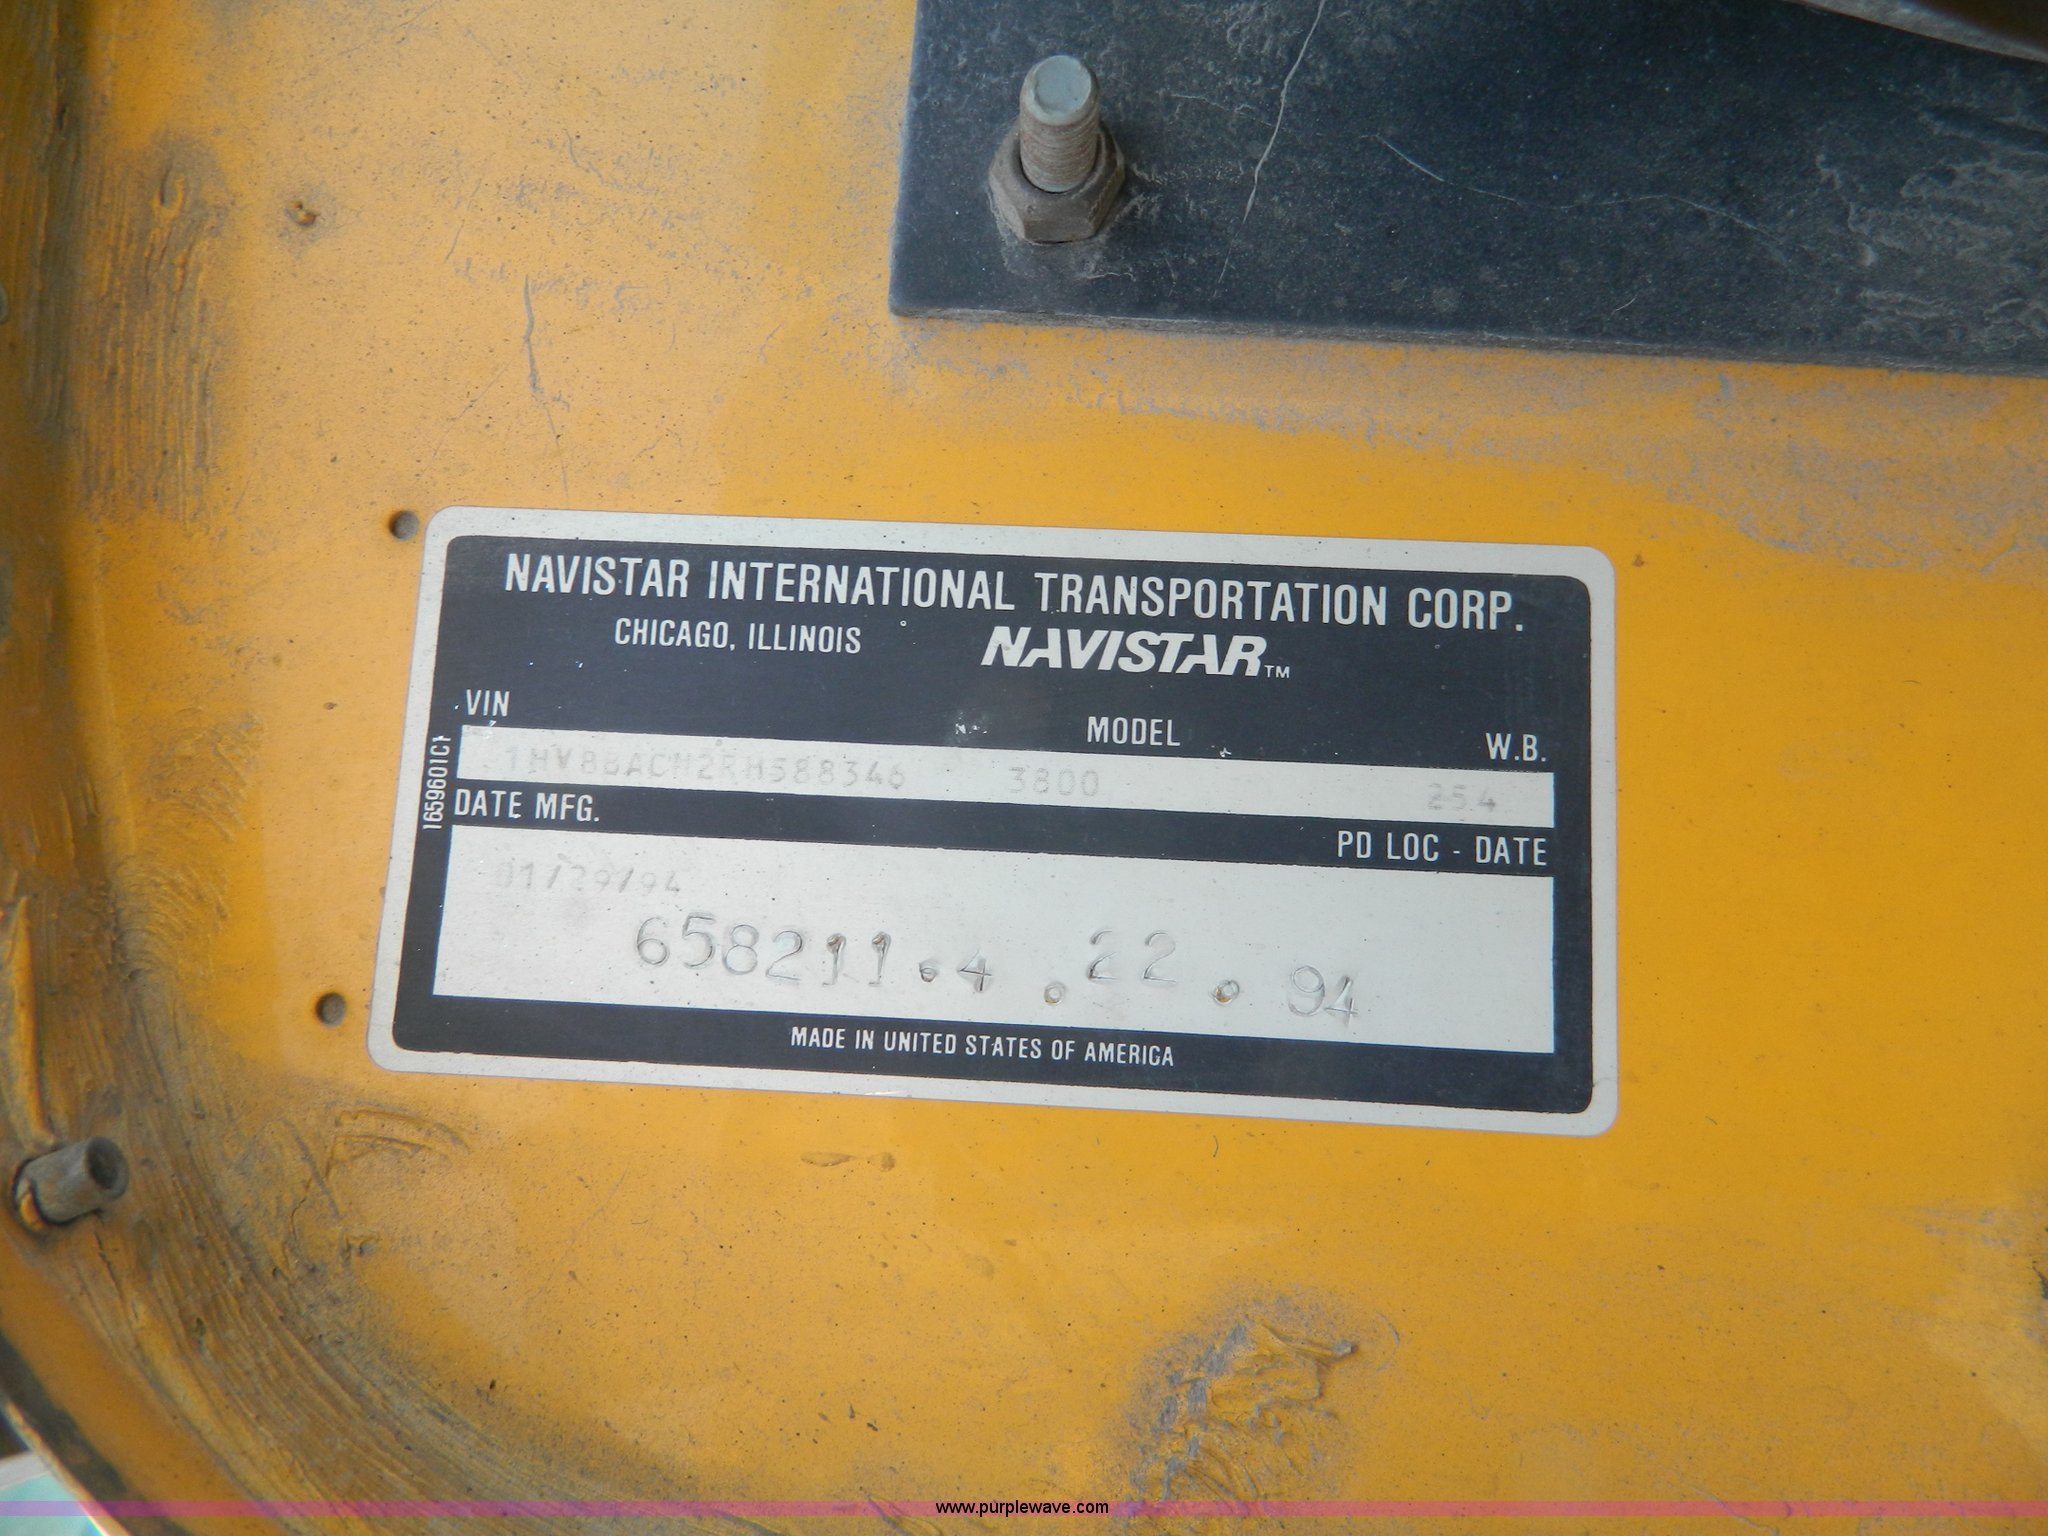 NAVISTAR INTERNATIONAL TRANSPORTATION CORP.
CHICAGO, ILLINOIS NAVISTAR™
VIN MODEL W.B.
1HVBBACN2RH588346 3800 254
1659601C1
DATE MFG. PD LOC - DATE
01/29/94
658211.4.22.94
MADE IN UNITED STATES OF AMERICA
www.purplewave.com